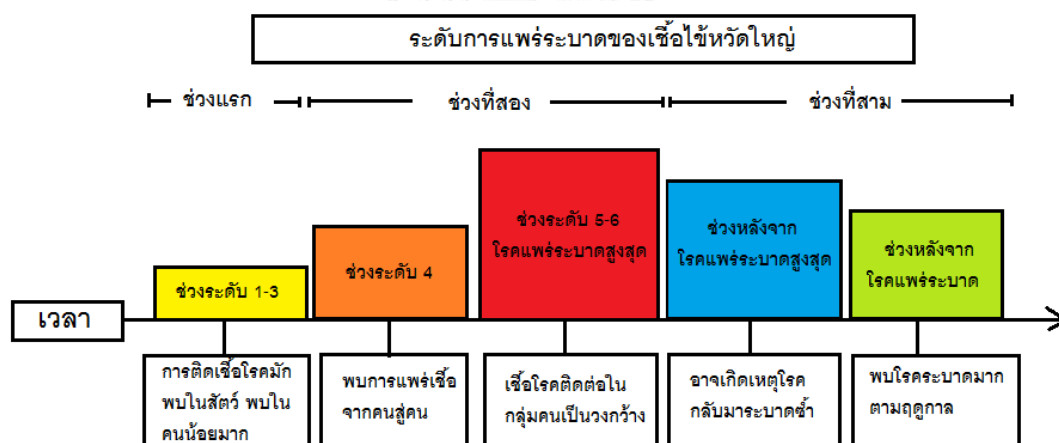 ระดับการแพร่ระบาดของเชื้อไข้หวัดใหญ่
ช่วงแรก
ช่วงที่สอง
ช่วงที่สาม
ช่วงระดับ 1-3
ช่วงระดับ 4
ช่วงระดับ 5-6
โรคแพร่ระบาดสูงสุด
ช่วงหลังจาก
โรคแพร่ระบาดสูงสุด
ช่วงหลังจาก
โรคแพร่ระบาด
เวลา
การติดเชื้อโรคมัก
พบในสัตว์ พบใน
คนน้อยมาก
พบการแพร่เชื้อ
จากคนสู่คน
เชื้อโรคติดต่อใน
กลุ่มคนเป็นวงกว้าง
อาจเกิดเหตุโรค
กลับมาระบาดซ้ำ
พบโรคระบาดมาก
ตามฤดูกาล